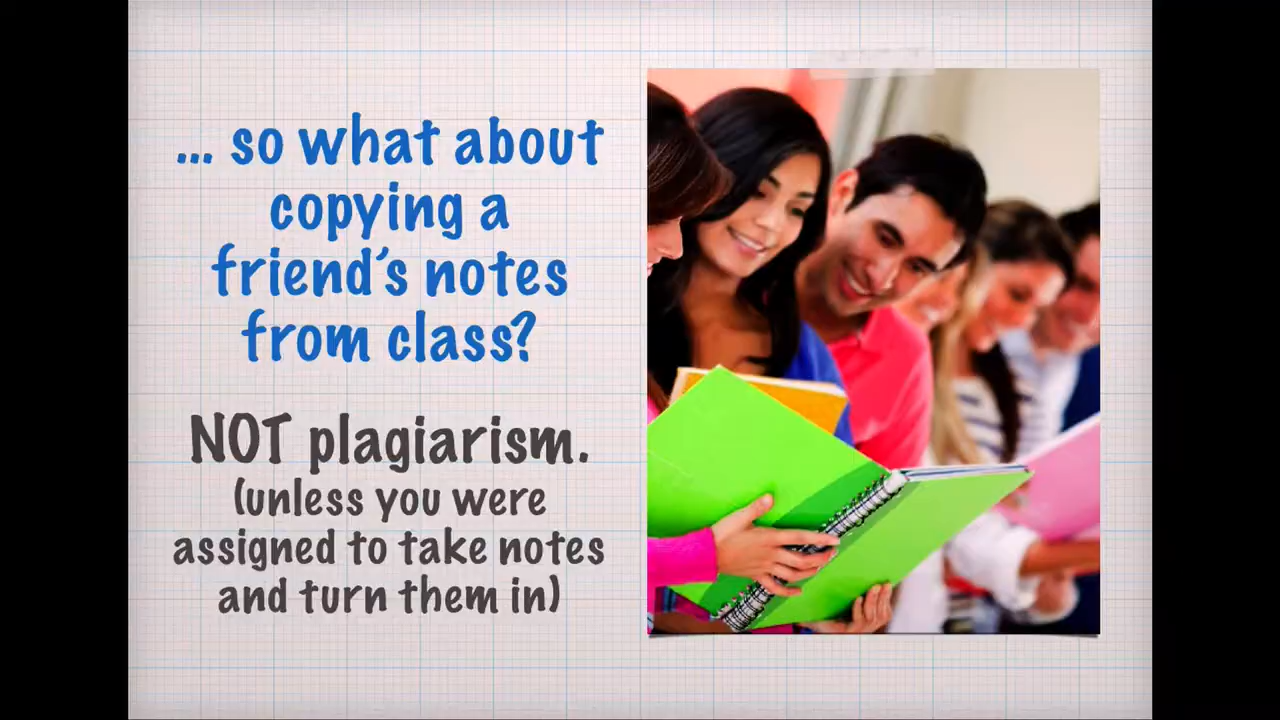 ... so what about
copying a
friend's notes
from class?
NOT plagiarism.
(unless you were
assigned to take notes
and turn them in)